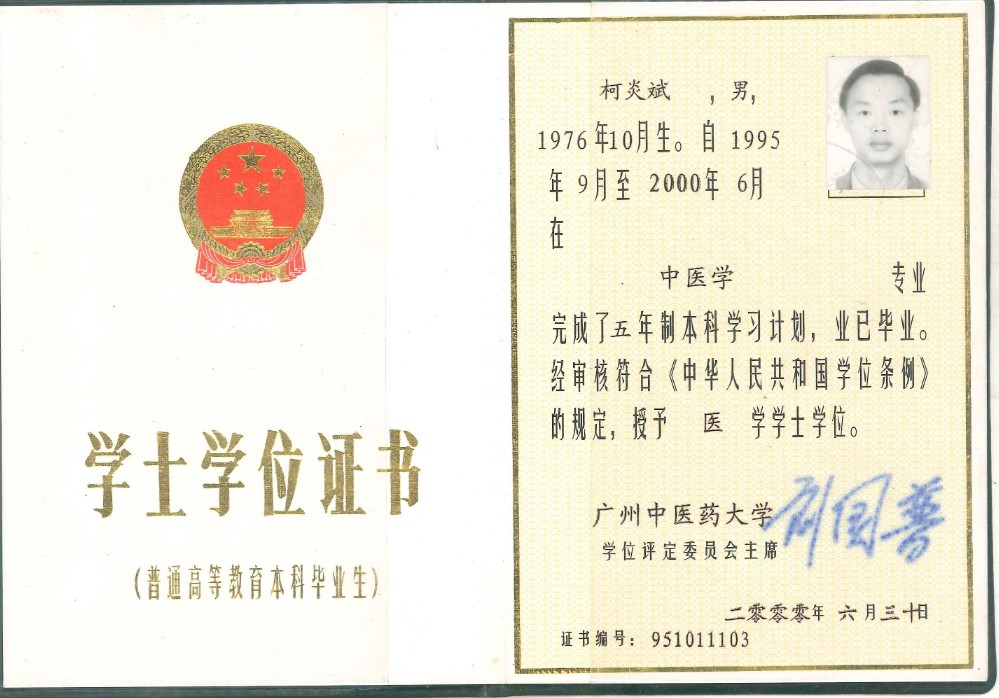 学士学位证书
(普通高等教育本科毕业生)
柯炎斌 ,男,
1976年10月生。自 1995
年 9月至 2000年 6月
在
中医学 专业
完成了五年制本科学习计划,业已毕业。
经审核符合《中华人民共和国学位条例》
的规定,授予 医 学学士学位。
广州中医药大学
学位评定委员会主席
二零零零年 六月三十日
证书编号:951011103